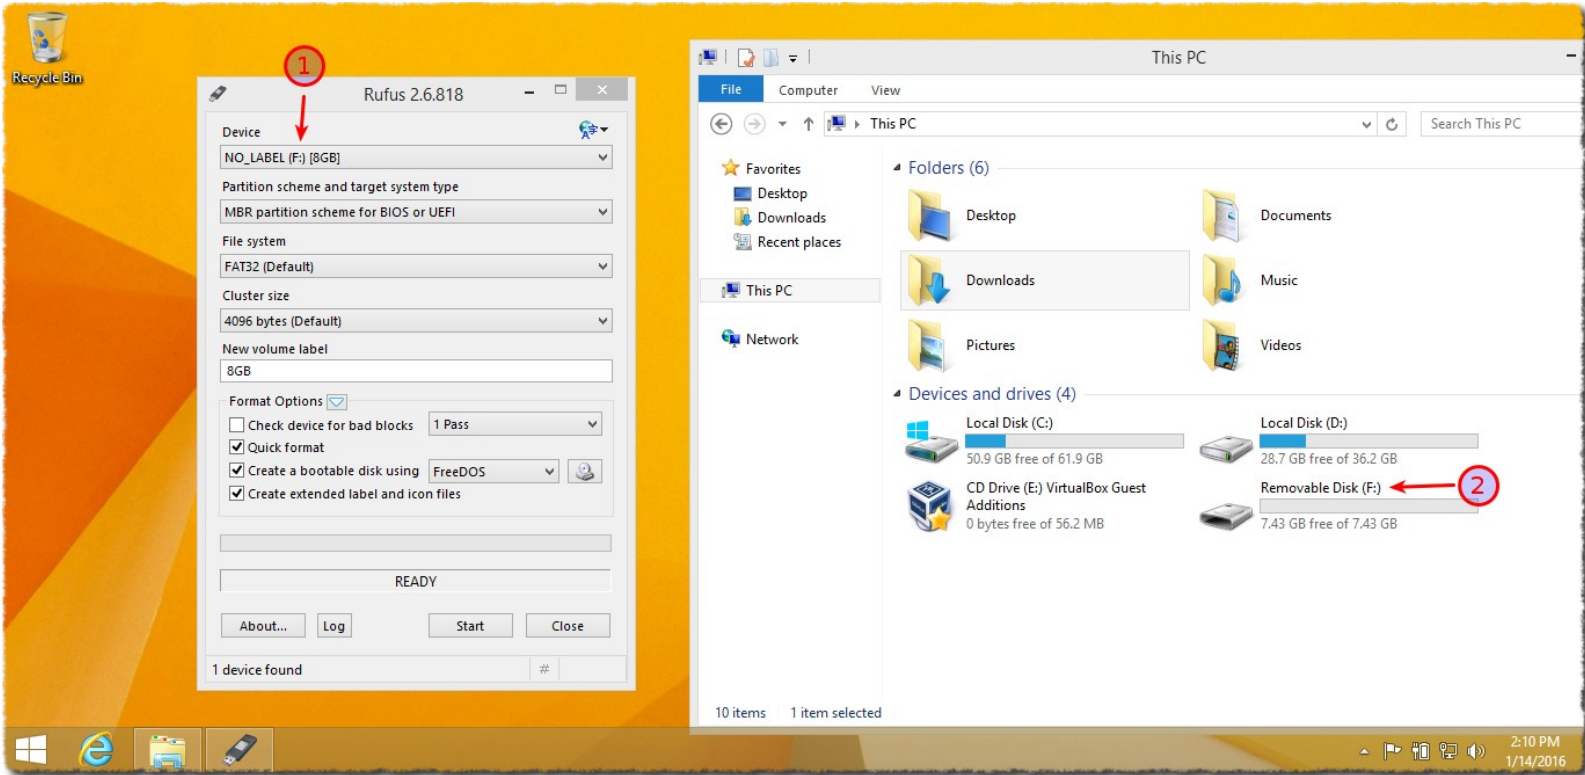 Recycle Bin
1
Rufus 2.6.818
Device
NO_LABEL (F:) [8GB]
Partition scheme and target system type
MBR partition scheme for BIOS or UEFI
File system
FAT32 (Default)
Cluster size
4096 bytes (Default)
New volume label
8GB
Format Options
Check device for bad blocks
1 Pass
Quick format
Create a bootable disk using
FreeDOS
Create extended label and icon files
READY
About...
Log
Start
Close
1 device found
#
This PC
File
Computer
View
This PC
Search This PC
Favorites
Desktop
Downloads
Recent places
This PC
Network
Folders (6)
Desktop
Documents
Downloads
Music
Pictures
Videos
Devices and drives (4)
Local Disk (C:)
50.9 GB free of 61.9 GB
Local Disk (D:)
28.7 GB free of 36.2 GB
CD Drive (E:) VirtualBox Guest
Additions
0 bytes free of 56.2 MB
Removable Disk (F:)
2
7.43 GB free of 7.43 GB
10 items
1 item selected
2:10 PM
1/14/2016